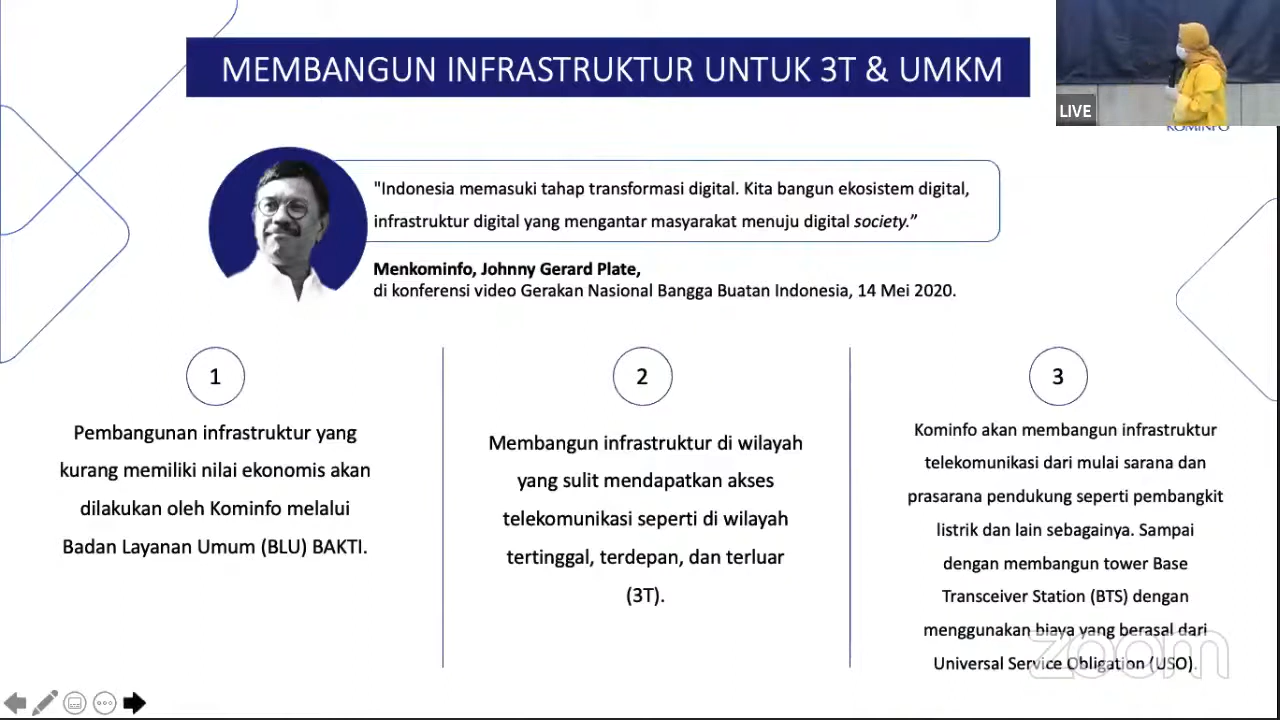 MEMBANGUN INFRASTRUKTUR UNTUK 3T & UMKM
LIVE
KOMINFO
"Indonesia memasuki tahap transformasi digital. Kita bangun ekosistem digital,
infrastruktur digital yang mengantar masyarakat menuju digital society.”
Menkominfo, Johnny Gerard Plate,
di konferensi video Gerakan Nasional Bangga Buatan Indonesia, 14 Mei 2020.
1
Pembangunan infrastruktur yang
kurang memiliki nilai ekonomis akan
dilakukan oleh Kominfo melalui
Badan Layanan Umum (BLU) BAKTI.
2
Membangun infrastruktur di wilayah
yang sulit mendapatkan akses
telekomunikasi seperti di wilayah
tertinggal, terdepan, dan terluar
(3T).
3
Kominfo akan membangun infrastruktur
telekomunikasi dari mulai sarana dan
prasarana pendukung seperti pembangkit
listrik dan lain sebagainya. Sampai
dengan membangun tower Base
Transceiver Station (BTS) dengan
menggunakan biaya yang berasal dari
Universal Service Obligation (USO).
zoom